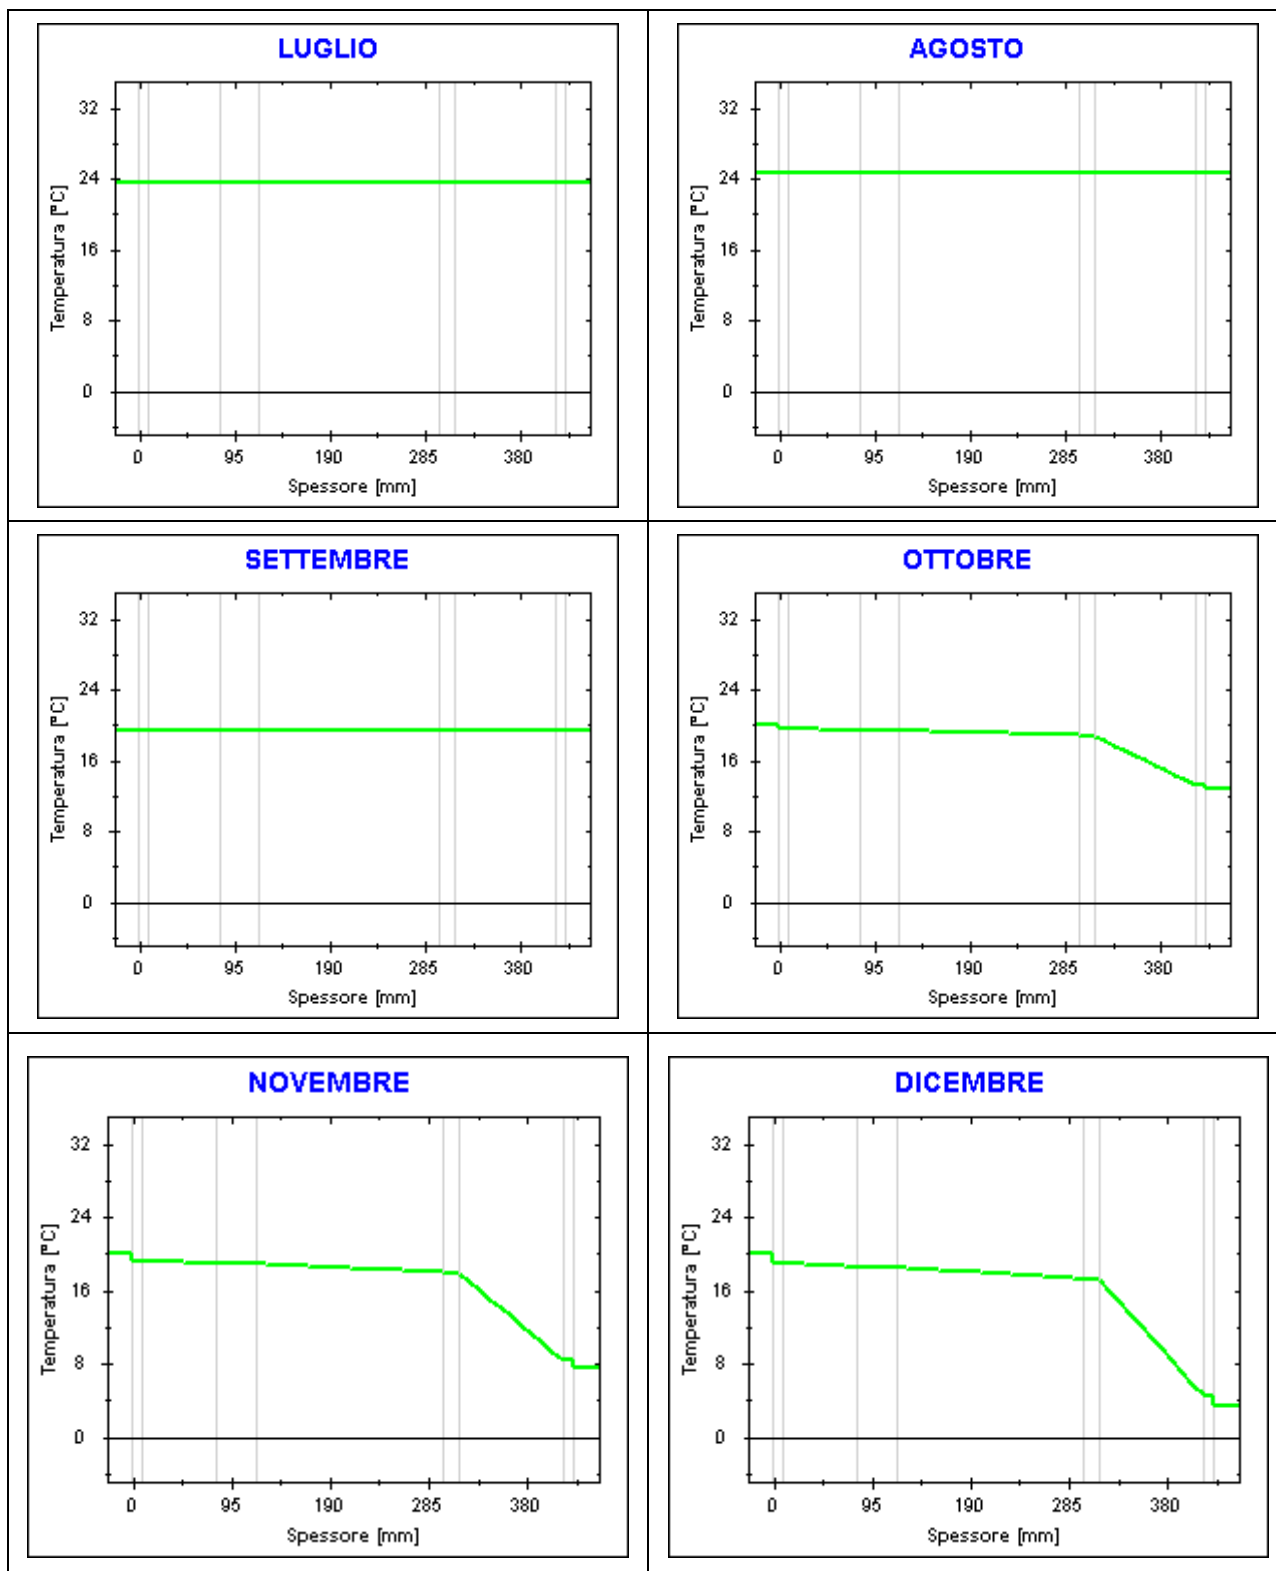 LUGLIO
32
24
16
8
0
Temperatura [°C]
0 95 190 285 380
Spessore [mm]
AGOSTO
32
24
16
8
0
Temperatura [°C]
0 95 190 285 380
Spessore [mm]
SETTEMBRE
32
24
16
8
0
Temperatura [°C]
0 95 190 285 380
Spessore [mm]
OTTOBRE
32
24
16
8
0
Temperatura [°C]
0 95 190 285 380
Spessore [mm]
NOVEMBRE
32
24
16
8
0
Temperatura [°C]
0 95 190 285 380
Spessore [mm]
DICEMBRE
32
24
16
8
0
Temperatura [°C]
0 95 190 285 380
Spessore [mm]